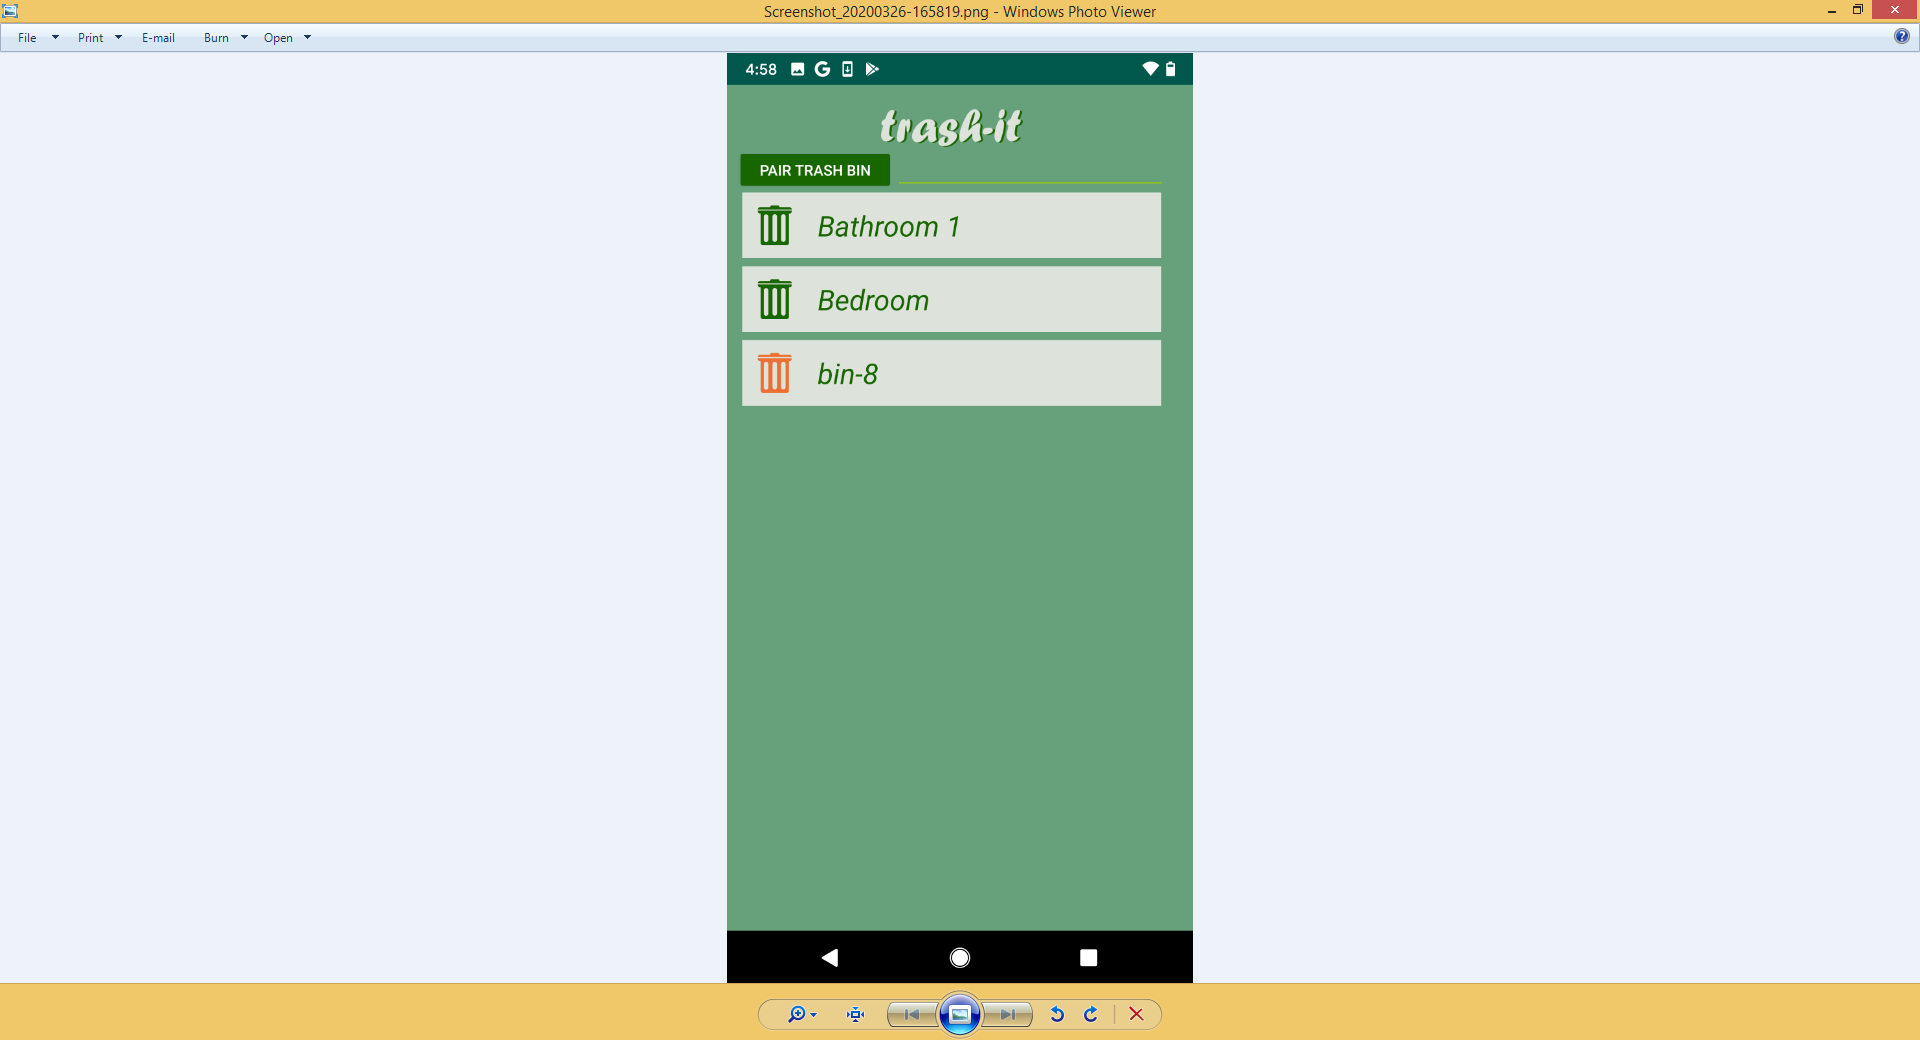 Screenshot_20200326-165819.png - Windows Photo Viewer
File Print E-mail Burn Open
4:58
trash-it
PAIR TRASH BIN
Bathroom 1
Bedroom
bin-8